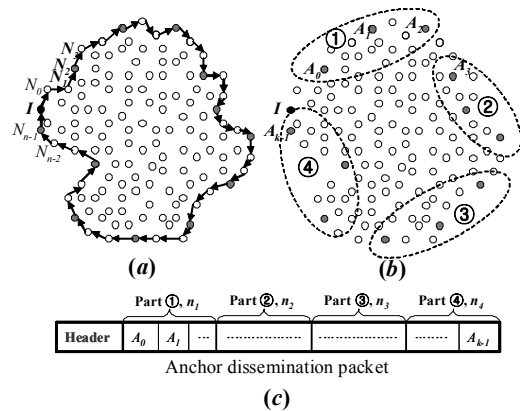 N₃
N₂
N₁
N₀
I
Nₙ₋₁
Nₙ₋₂
(a)
①
A₁
A₂
A₀
A₃
②
I
Aₖ₋₁
④
③
(b)
Part ①, n₁ Part ②, n₂ Part ③, n₃ Part ④, n₄
Header A₀ A₁ ... .................. .................... ........ Aₖ₋₁
Anchor dissemination packet
(c)